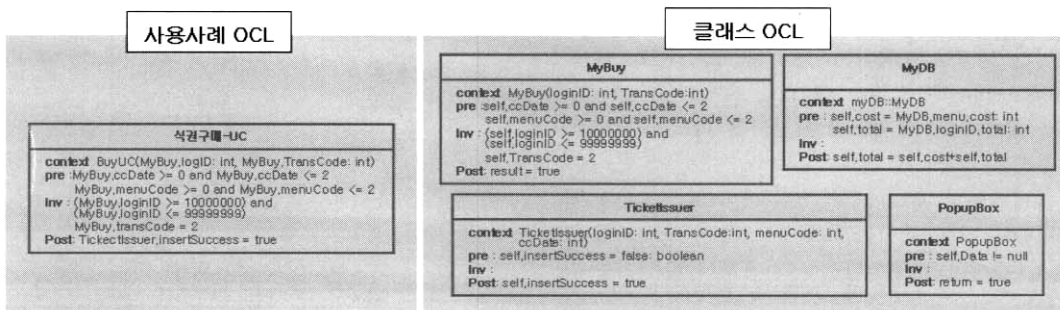 사용사례 OCL
클래스 OCL
식권구매-UC
context BuyUC(MyBuy,logID: int, MyBuy,TransCode: int)
pre :MyBuy,ccDate >= 0 and MyBuy,ccDate <= 2
MyBuy,menuCode >= 0 and MyBuy,menuCode <= 2
Inv : (MyBuy,loginID >= 10000000) and
(MyBuy,loginID <= 99999999)
MyBuy,transCode = 2
Post: TickectIssuer,insertSuccess = true
MyBuy
context MyBuy(loginID: int, TransCode:int)
pre :self,ccDate >= 0 and self,ccDate <= 2
self,menuCode >= 0 and self,menuCode <= 2
Inv : (self,loginID >= 10000000) and
(self,loginID <= 99999999)
self,TransCode = 2
Post: result = true
MyDB
context myDB::MyDB
pre : self,cost = MyDB,menu,cost: int
self,total = MyDB,loginID,total: int
Inv :
Post: self,total = self,cost+self,total
TicketIssuer
context TicketIssuer(loginID: int, TransCode:int, menuCode: int,
ccDate: int)
pre : self,insertSuccess = false: boolean
Inv :
Post: self,insertSuccess = true
PopupBox
context PopupBox
pre : self,Data != null
Inv :
Post: return = true